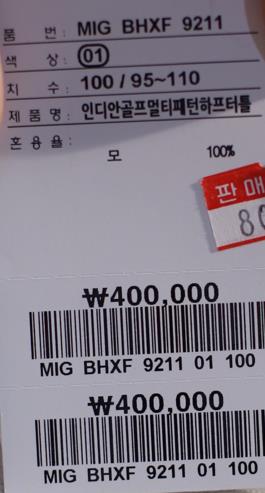 품 번: MIG BHXF 9211
색 상: 01
치 수: 100 / 95~110
제품명: 인디안골프멀티패턴하프터틀
혼용율:
모 100%
판매
80
₩400,000
MIG BHXF 9211 01 100
₩400,000
MIG BHXF 9211 01 100